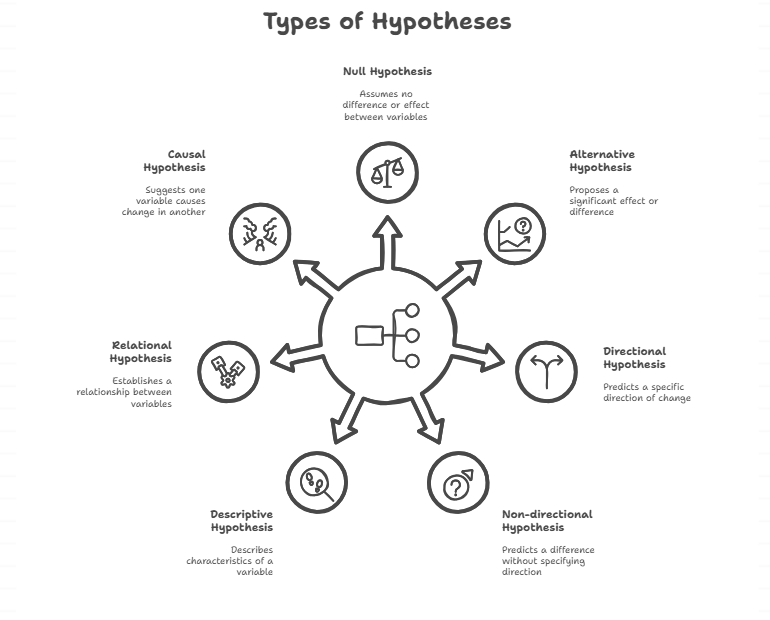 Types of Hypotheses
Null Hypothesis
Assumes no
difference or effect
between variables
Causal
Hypothesis
Suggests one
variable causes
change in another
Alternative
Hypothesis
Proposes a
significant effect or
difference
?
Relational
Hypothesis
Establishes a
relationship between
variables
Directional
Hypothesis
Predicts a specific
direction of change
Descriptive
Hypothesis
Describes
characteristics of a
variable
?
Non-directional
Hypothesis
Predicts a difference
without specifying
direction